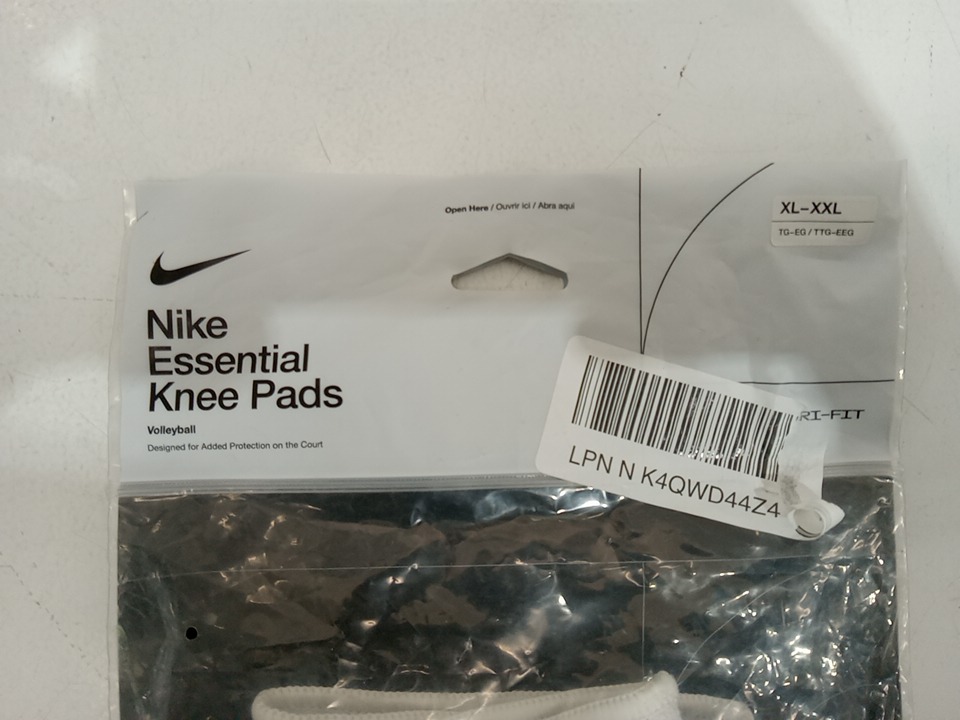 Open Here / Ouvrir ici / Abra aquí
XL–XXL
TG–EG / TTG–EEG
Nike
Essential
Knee Pads
Volleyball
Designed for Added Protection on the Court
RI-FIT
LPN N K4QWD44Z4